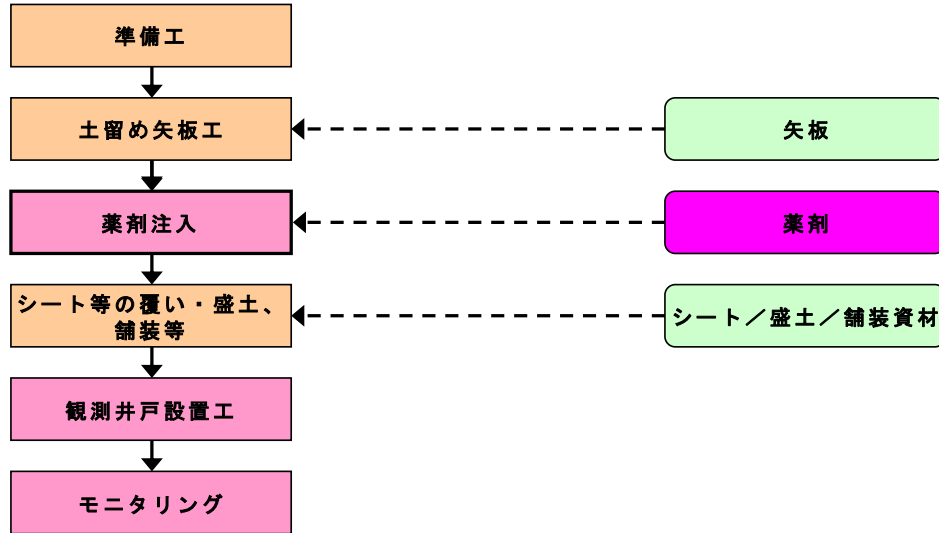 準備工
土留め矢板工
矢板
薬剤注入
薬剤
シート等の覆い・盛土、
舗装等
シート／盛土／舗装資材
観測井戸設置工
モニタリング